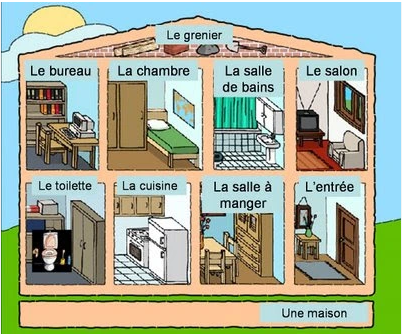 Le grenier
Le bureau
La chambre
La salle
de bains
Le salon
Le toilette
La cuisine
La salle à
manger
L'entrée
Une maison